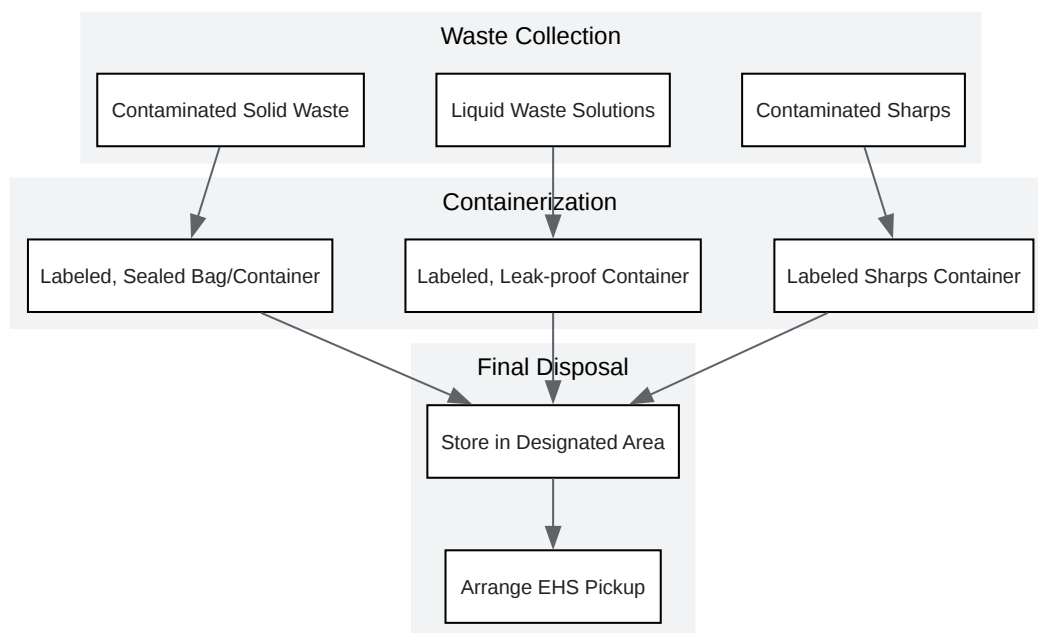 Waste Collection
Contaminated Solid Waste
Liquid Waste Solutions
Contaminated Sharps
Containerization
Labeled, Sealed Bag/Container
Labeled, Leak-proof Container
Labeled Sharps Container
Final Disposal
Store in Designated Area
Arrange EHS Pickup